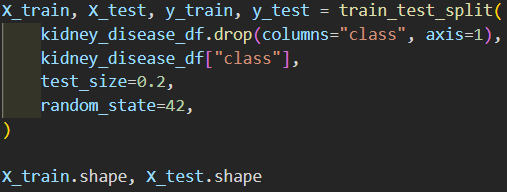 X_train, X_test, y_train, y_test = train_test_split(
    kidney_disease_df.drop(columns="class", axis=1),
    kidney_disease_df["class"],
    test_size=0.2,
    random_state=42,
)

X_train.shape, X_test.shape